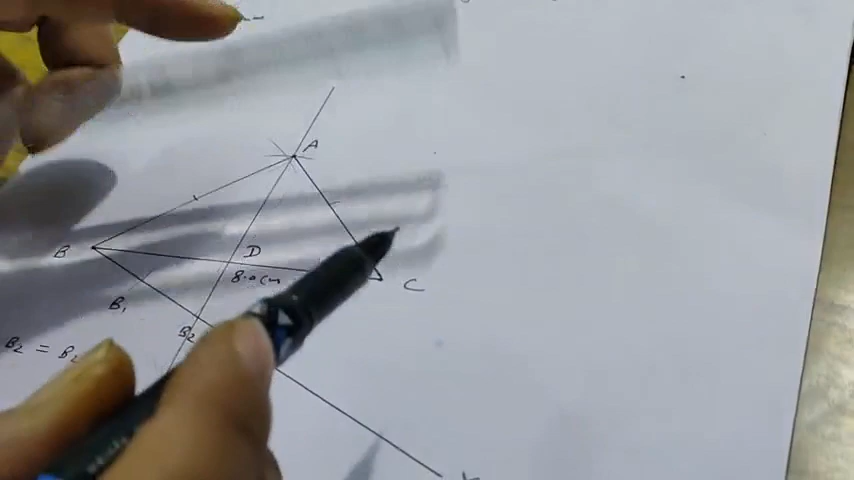 A
B
D
8.0cm
C
B₁
B₂
B₂ = B₂